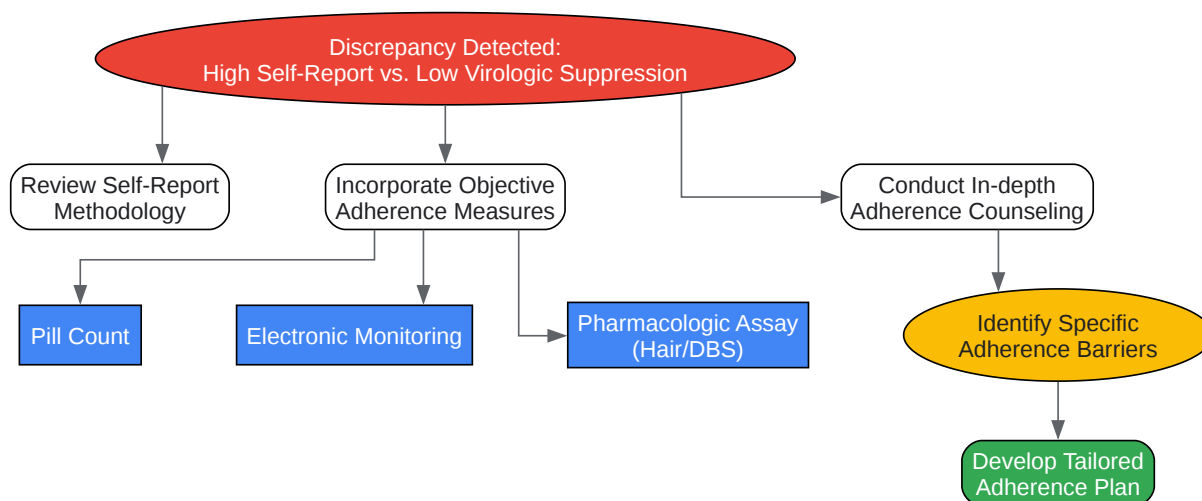 Discrepancy Detected:
High Self-Report vs. Low Virologic Suppression
Review Self-Report
Methodology
Incorporate Objective
Adherence Measures
Conduct In-depth
Adherence Counseling
Pill Count
Electronic Monitoring
Pharmacologic Assay
(Hair/DBS)
Identify Specific
Adherence Barriers
Develop Tailored
Adherence Plan